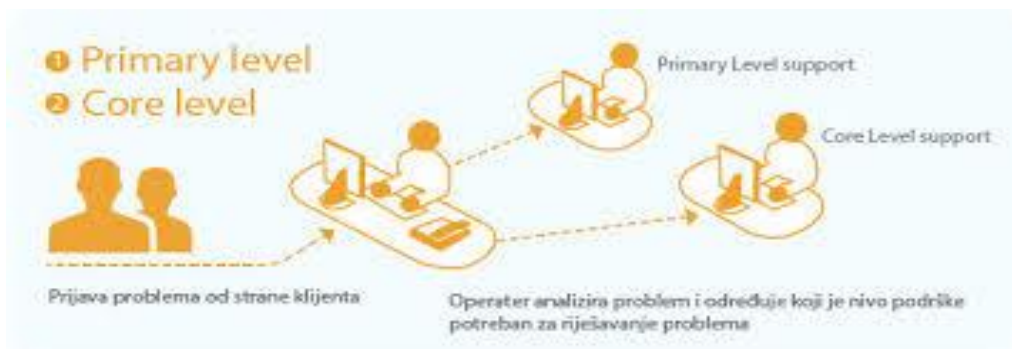 1 Primary level
2 Core level
Primary Level support
Core Level support
Prijava problema od strane klijenta
Operater analizira problem i određuje koji je nivo podrške
potreban za riješavanje problema